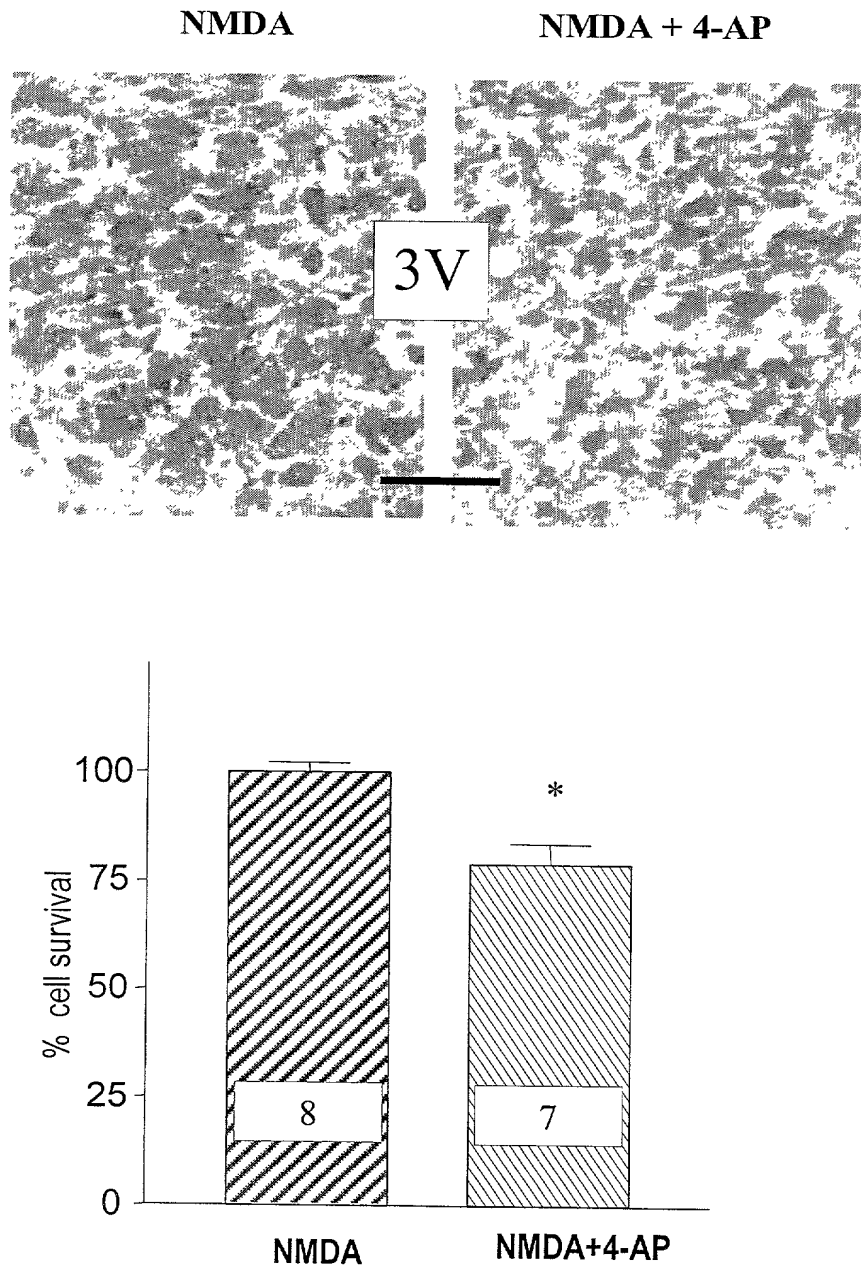 NMDA
NMDA + 4-AP
3V
100
75
50
25
0
% cell survival
*
8
7
NMDA
NMDA+4-AP